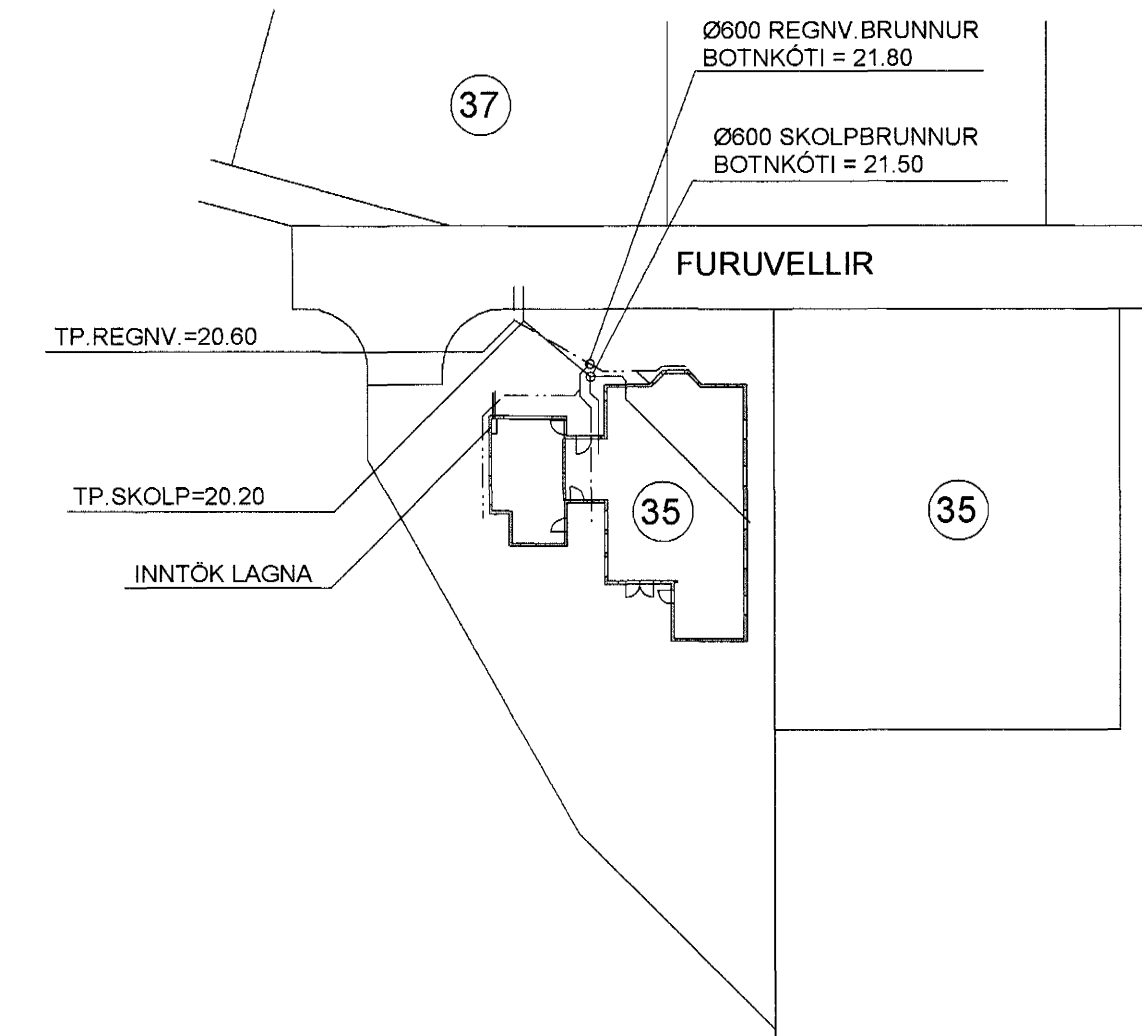 Ø600 REGNV.BRUNNUR
BOTNKÓTI = 21.80
37
Ø600 SKOLPBRUNNUR
BOTNKÓTI = 21.50
FURUVELLIR
TP.REGNV.=20.60
TP.SKOLP=20.20
35
35
INNTÖK LAGNA